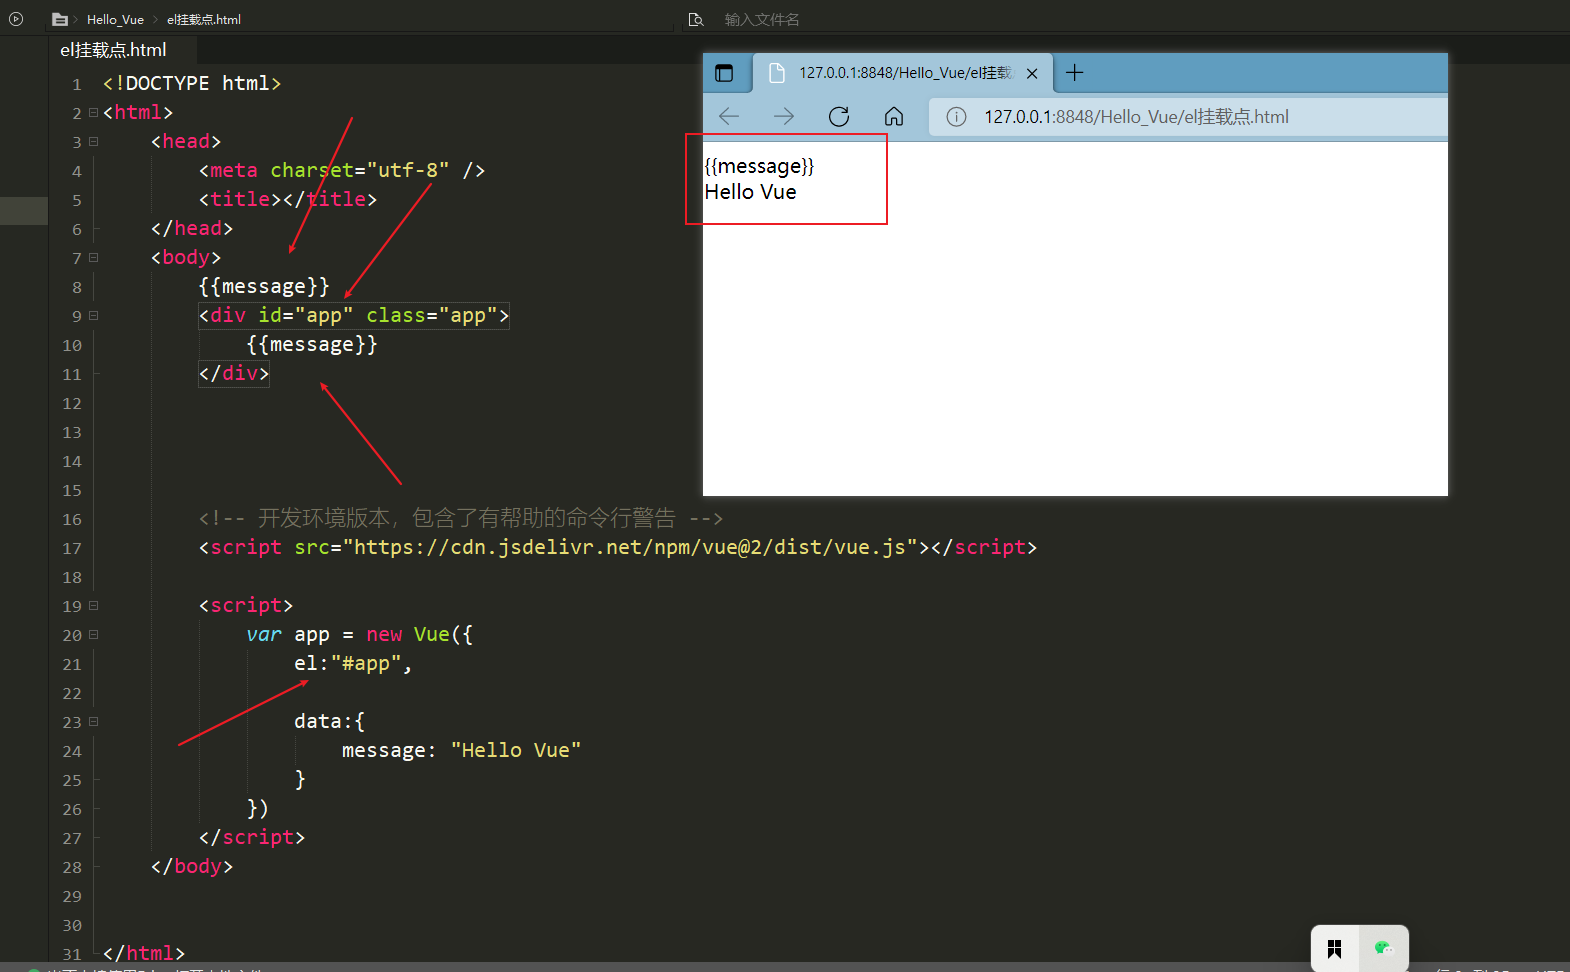 Hello_Vue
el挂载点.html
输入文件名
el挂载点.html
1 <!DOCTYPE html>
2 <html>
3 <head>
4 <meta charset="utf-8" />
5 <title></title>
6 </head>
7 <body>
8 {{message}}
9 <div id="app" class="app">
10 {{message}}
11 </div>
12
13
14
15
16 <!-- 开发环境版本，包含了有帮助的命令行警告 -->
17 <script src="https://cdn.jsdelivr.net/npm/vue@2/dist/vue.js"></script>
18
19 <script>
20 var app = new Vue({
21 el:"#app",
22
23 data:{
24 message: "Hello Vue"
25 }
26 })
27 </script>
28 </body>
29
30
31 </html>
127.0.0.1:8848/Hello_Vue/el挂载
127.0.0.1:8848/Hello_Vue/el挂载点.html
{{message}}
Hello Vue